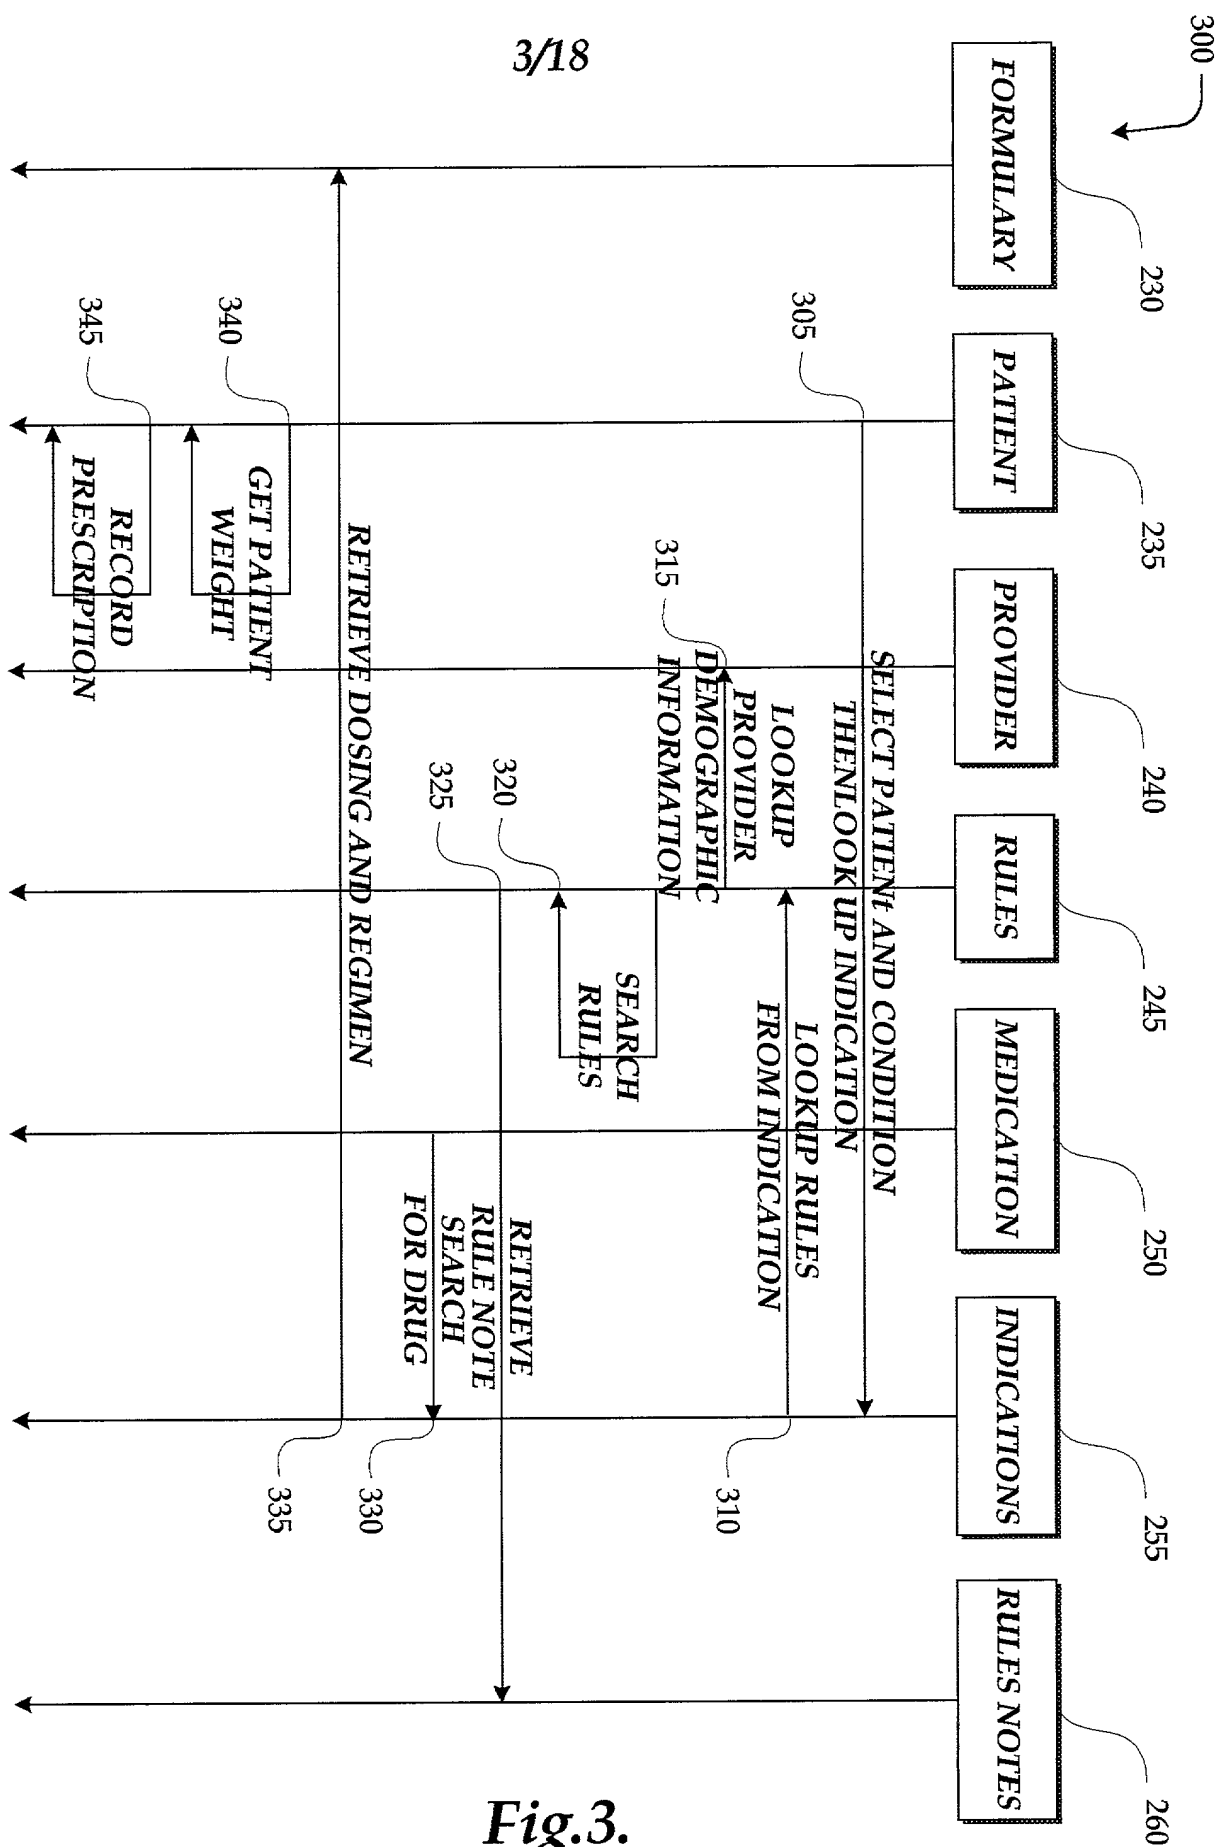 3/18
300
FORMULARY
230
PATIENT
235
PROVIDER
240
RULES
245
MEDICATION
250
INDICATIONS
255
RULES NOTES
260
305
SELECT PATIENt AND CONDITION
THENLOOK UP INDICATION
LOOKUP RULES
FROM INDICATION
310
315
LOOKUP
PROVIDER
DEMOGRAPHIC
INFORMATION
SEARCH
RULES
320
325
RETRIEVE
RULE NOTE
SEARCH
FOR DRUG
330
335
RETRIEVE DOSING AND REGIMEN
340
GET PATIENT
WEIGHT
345
RECORD
PRESCRIPTION
Fig.3.